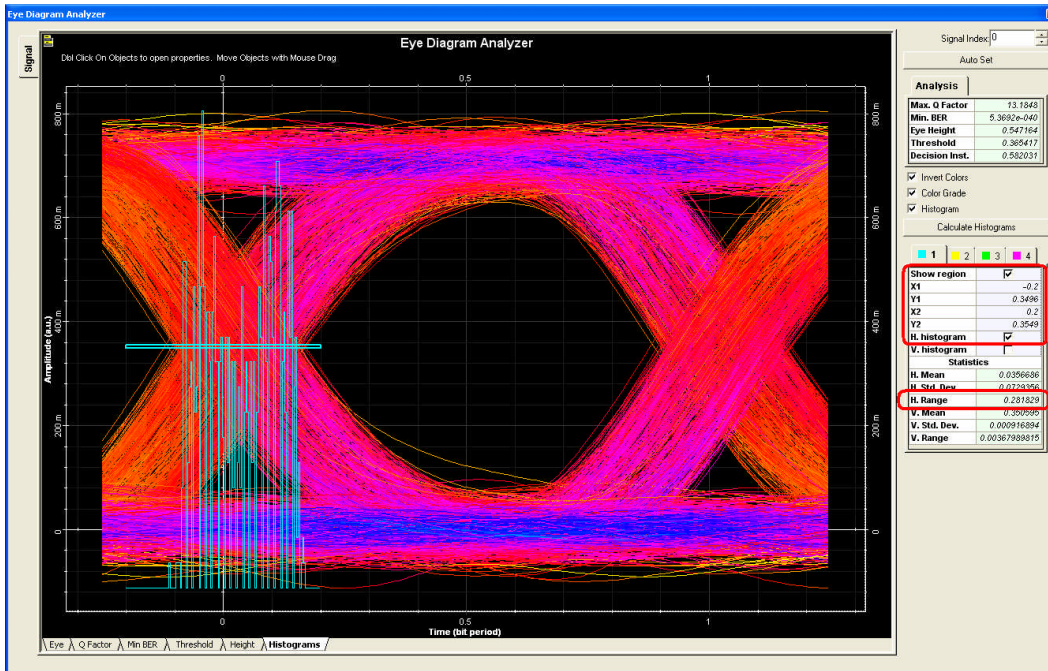 Eye Diagram Analyzer
Signal
Eye Diagram Analyzer
Dbl Click On Objects to open properties. Move Objects with Mouse Drag
0 0.5 1
800 m
600 m
400 m
200 m
0
Amplitude (a.u.)
800 m
600 m
400 m
200 m
0
0 0.5 1
Time (bit period)
Eye Q Factor Min BER Threshold Height Histograms
Signal Index: 0
Auto Set
Analysis
Max. Q Factor 13.1848
Min. BER 5.3692e-040
Eye Height 0.547164
Threshold 0.365417
Decision Inst. 0.582031
Invert Colors
Color Grade
Histogram
Calculate Histograms
1 2 3 4
Show region
X1 -0.2
Y1 0.3496
X2 0.2
Y2 0.3549
H. histogram
V. histogram
Statistics
H. Mean 0.0356686
H. Std. Dev. 0.0729356
H. Range 0.281829
V. Mean 0.350595
V. Std. Dev. 0.000916894
V. Range 0.00367989815